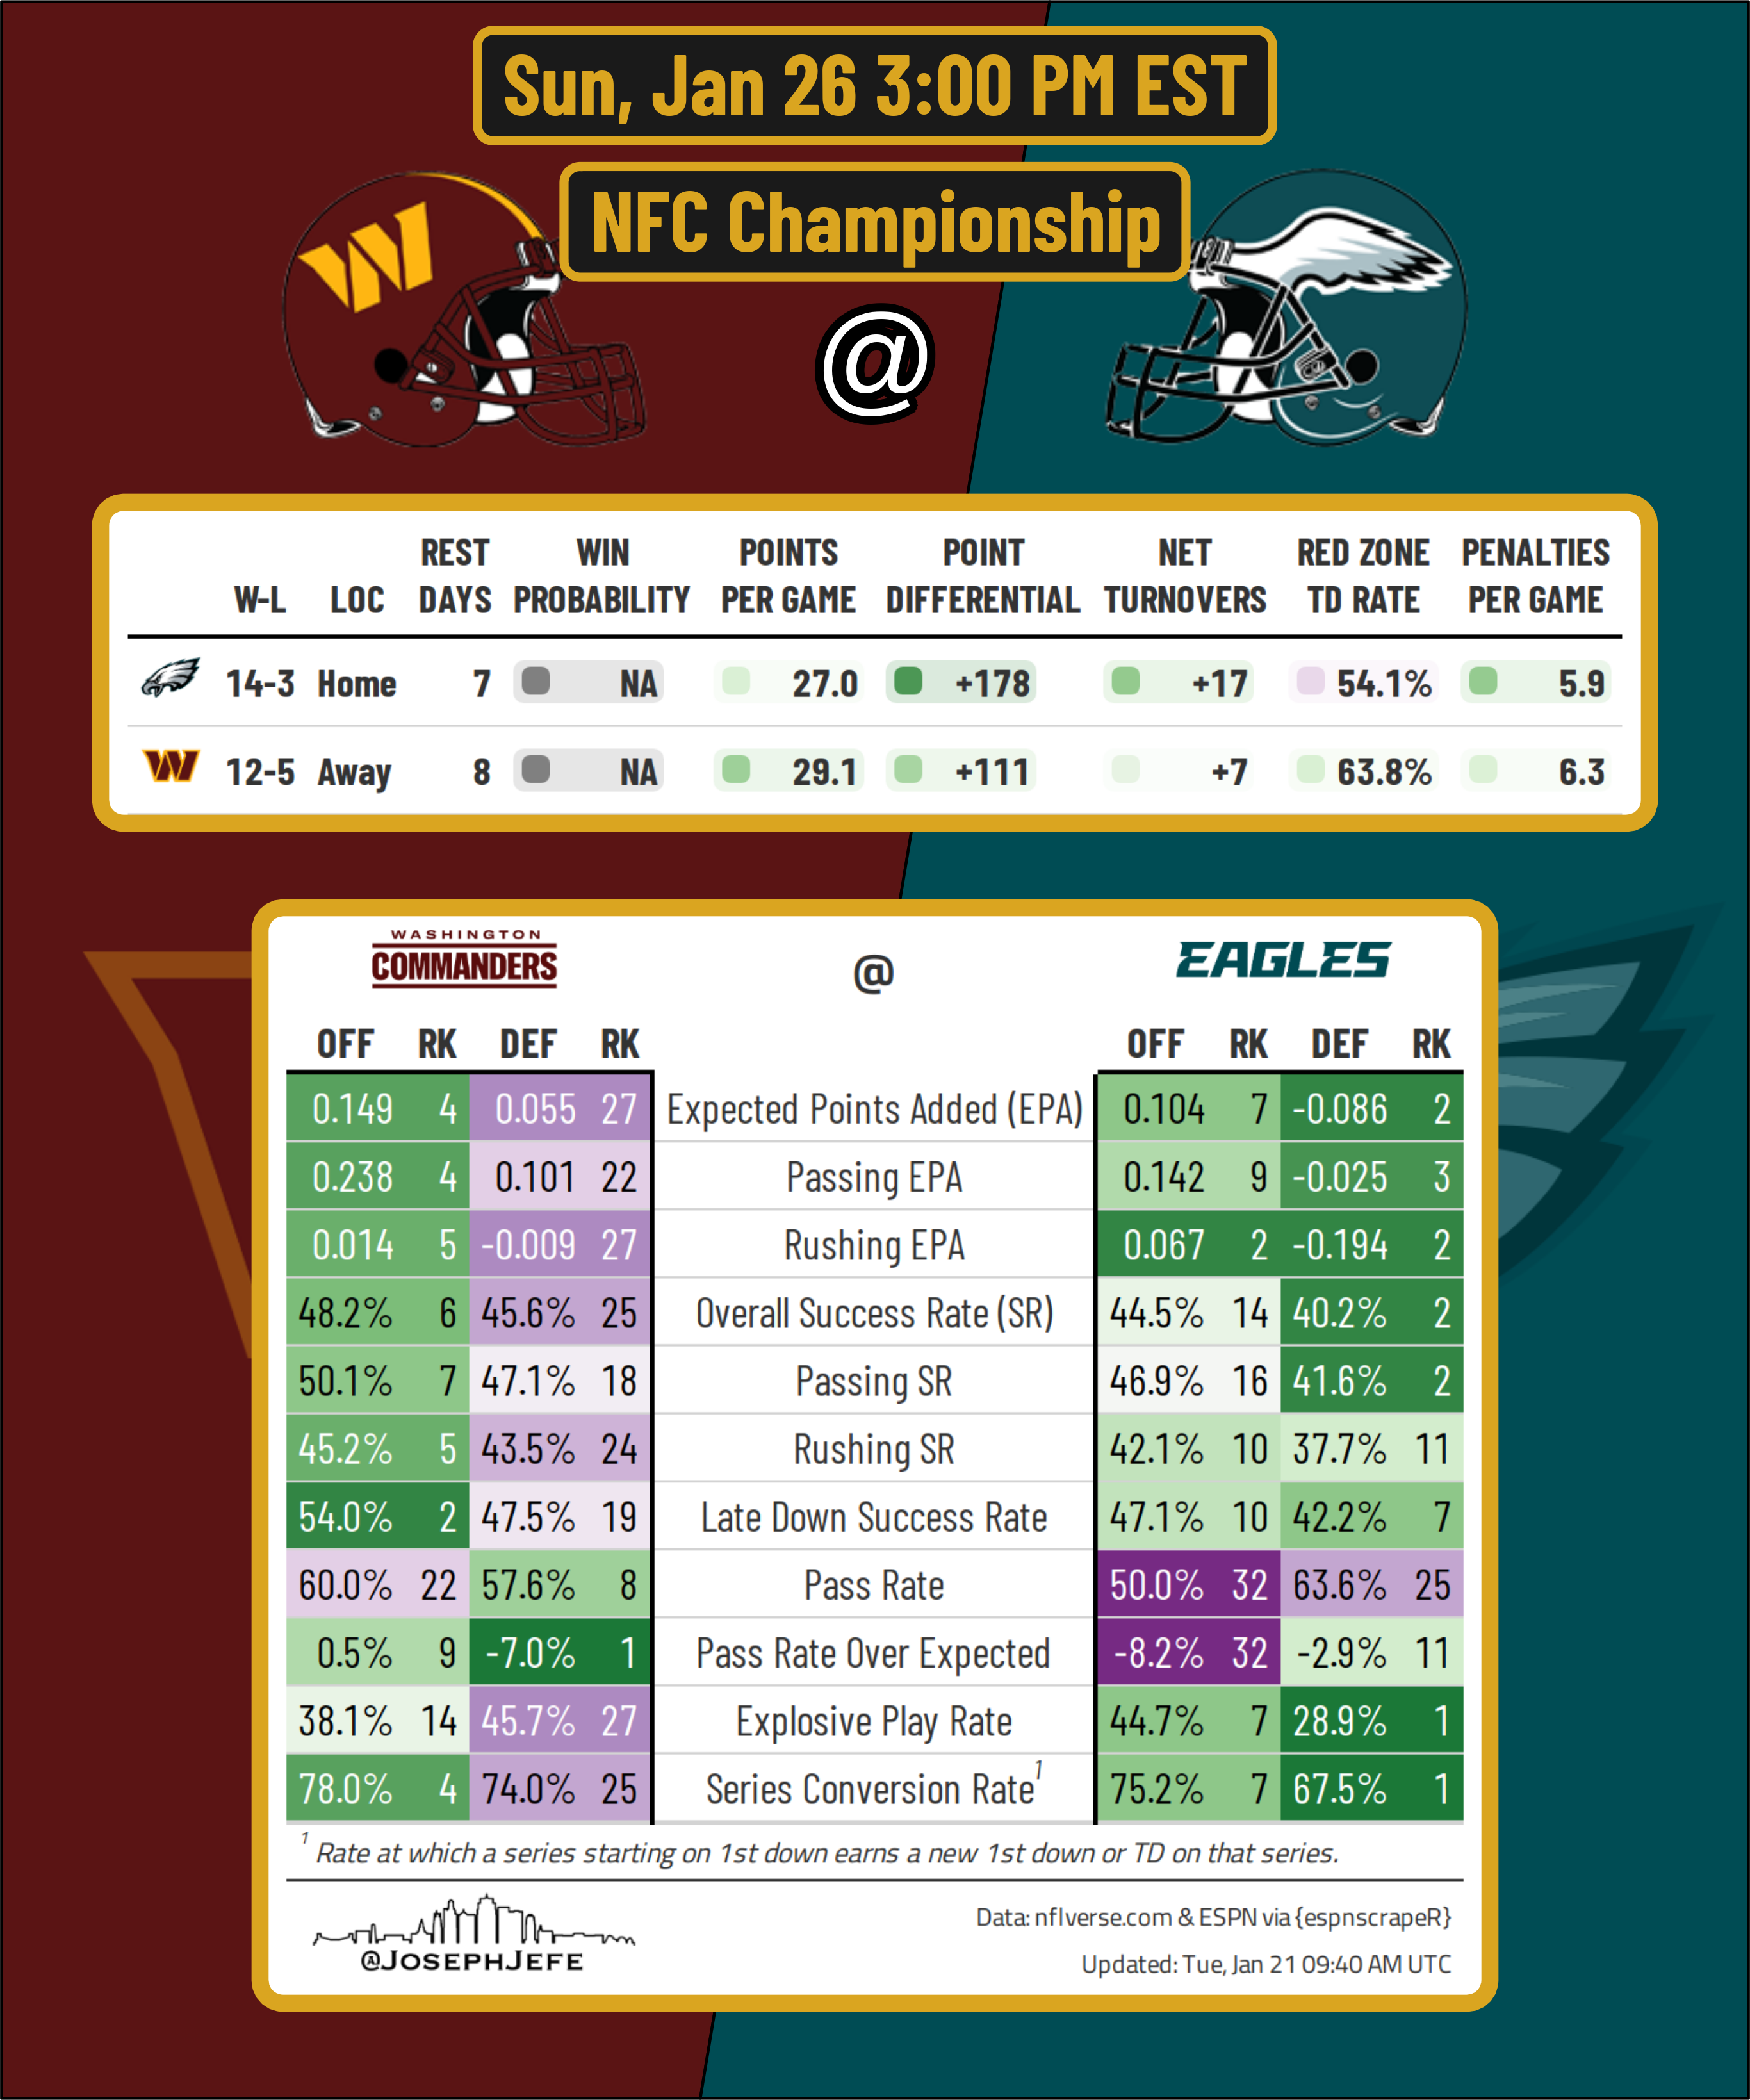 Sun, Jan 26 3:00 PM EST
NFC Championship
W
@
REST WIN POINTS POINT NET RED ZONE PENALTIES
W-L LOC DAYS PROBABILITY PER GAME DIFFERENTIAL TURNOVERS TD RATE PER GAME
14-3 Home 7 NA 27.0 +178 +17 54.1% 5.9
W 12-5 Away 8 NA 29.1 +111 +7 63.8% 6.3
WASHINGTON
COMMANDERS @ EAGLES
OFF RK DEF RK OFF RK DEF RK
0.149 4 0.055 27 Expected Points Added (EPA) 0.104 7 -0.086 2
0.238 4 0.101 22 Passing EPA 0.142 9 -0.025 3
0.014 5 -0.009 27 Rushing EPA 0.067 2 -0.194 2
48.2% 6 45.6% 25 Overall Success Rate (SR) 44.5% 14 40.2% 2
50.1% 7 47.1% 18 Passing SR 46.9% 16 41.6% 2
45.2% 5 43.5% 24 Rushing SR 42.1% 10 37.7% 11
54.0% 2 47.5% 19 Late Down Success Rate 47.1% 10 42.2% 7
60.0% 22 57.6% 8 Pass Rate 50.0% 32 63.6% 25
0.5% 9 -7.0% 1 Pass Rate Over Expected -8.2% 32 -2.9% 11
38.1% 14 45.7% 27 Explosive Play Rate 44.7% 7 28.9% 1
78.0% 4 74.0% 25 Series Conversion Rate¹ 75.2% 7 67.5% 1
¹ Rate at which a series starting on 1st down earns a new 1st down or TD on that series.
@JOSEPHJEFE
Data: nflverse.com & ESPN via {espnscrapeR}
Updated: Tue, Jan 21 09:40 AM UTC